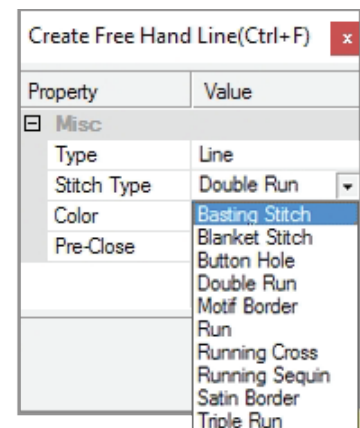 Create Free Hand Line(Ctrl+F) x
Property Value
Misc
Type Line
Stitch Type Double Run
Color Basting Stitch
Pre-Close Blanket Stitch
Button Hole
Double Run
Motif Border
Run
Running Cross
Running Sequin
Satin Border
Triple Run